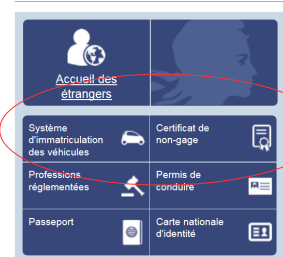 Accueil des
étrangers
Système
d'immatriculation
des véhicules
Certificat de
non-gage
Professions
réglementées
Permis de
conduire
Passeport
Carte nationale
d'identité